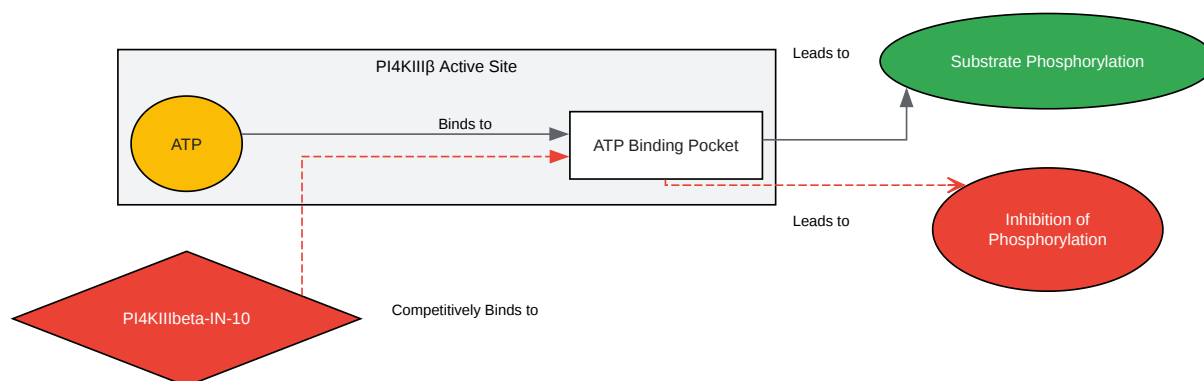 PI4KIIIβ Active Site
Leads to
Substrate Phosphorylation
ATP
Binds to
ATP Binding Pocket
Leads to
Inhibition of
Phosphorylation
PI4KIIIbeta-IN-10
Competitively Binds to